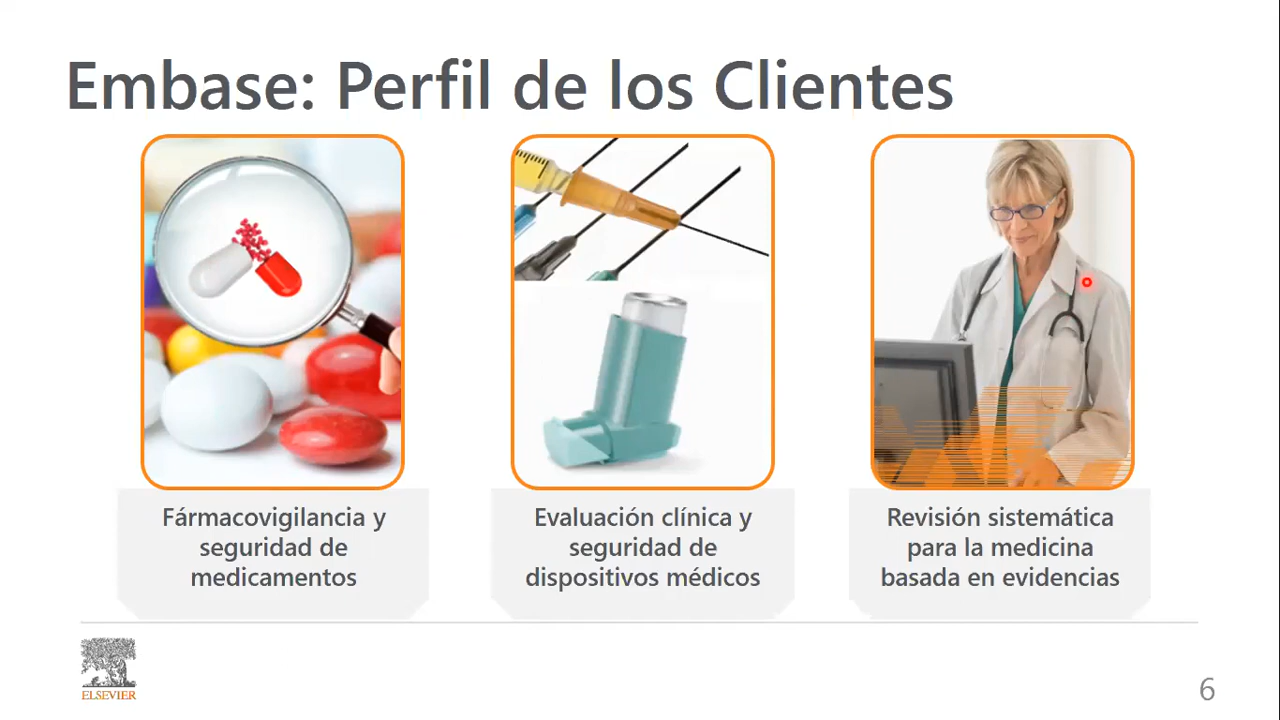 Embase: Perfil de los Clientes
Fármacovigilancia y
seguridad de
medicamentos
Evaluación clínica y
seguridad de
dispositivos médicos
Revisión sistemática
para la medicina
basada en evidencias
ELSEVIER
6